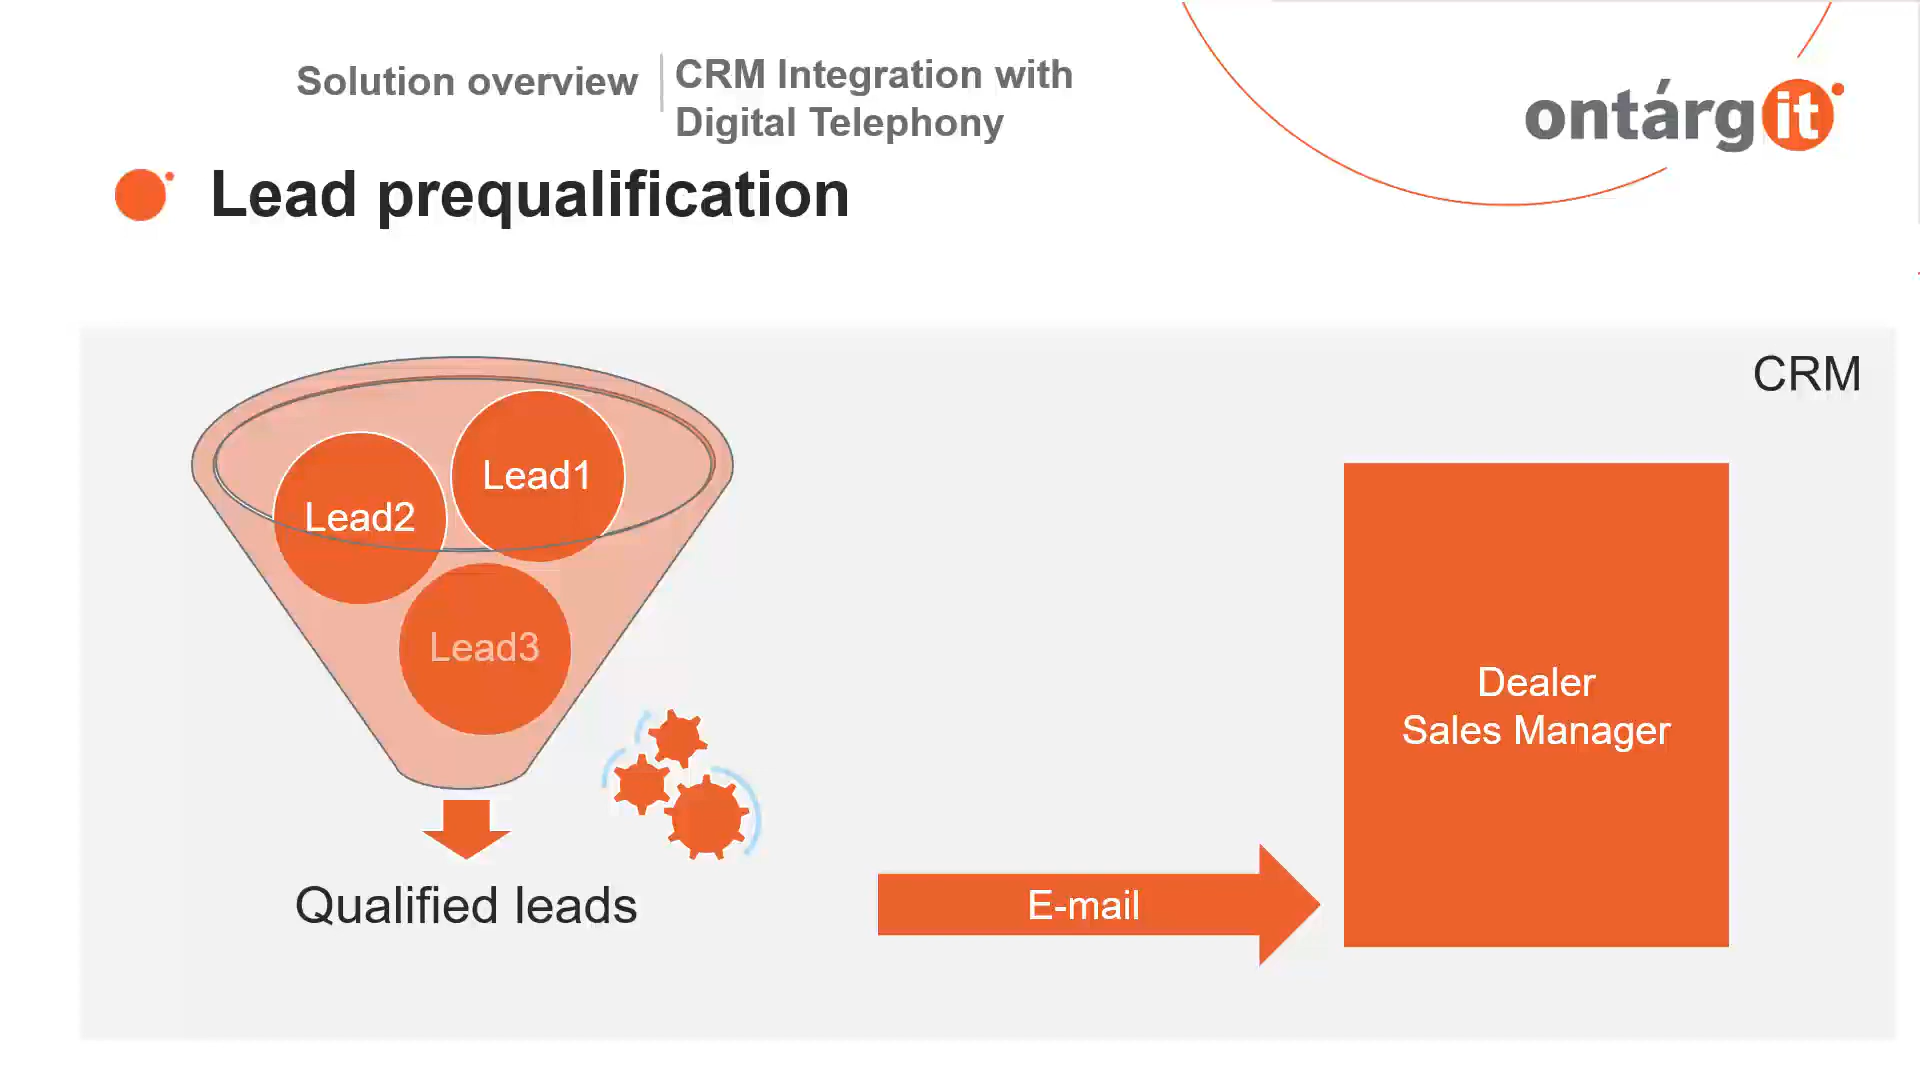 Solution overview
CRM Integration with
Digital Telephony
ontárgit
Lead prequalification
CRM
Lead1
Lead2
Lead3
Dealer
Sales Manager
Qualified leads
E-mail